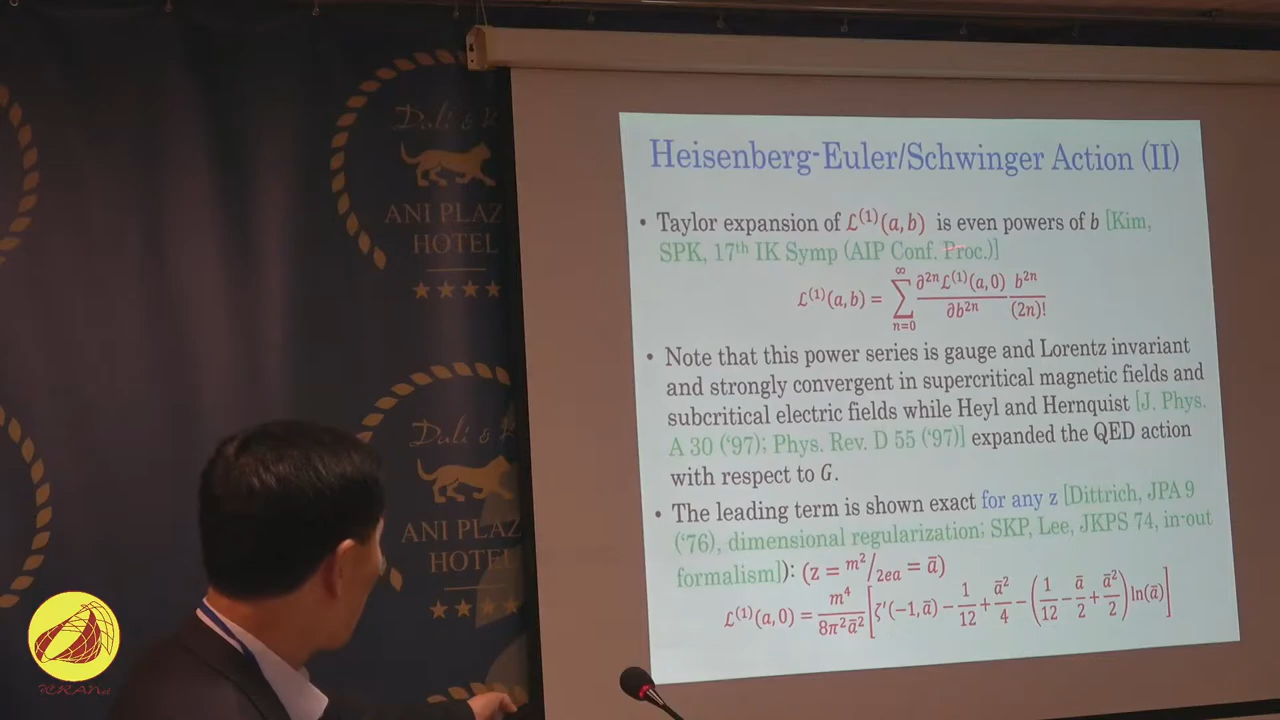 Dalí &
ANI PLAZ
HOTEL
★★★★
Dalí &
ANI PLAZ
HOTEL
★★★★
Heisenberg-Euler/Schwinger Action (II)
• Taylor expansion of ℒ⁽¹⁾(a, b) is even powers of b [Kim,
SPK, 17th IK Symp (AIP Conf. Proc.)]
ℒ⁽¹⁾(a, b) = ∑_{n=0}^{∞} ∂²ⁿℒ⁽¹⁾(a, 0)/∂b²ⁿ b²ⁿ/(2n)!
• Note that this power series is gauge and Lorentz invariant
and strongly convergent in supercritical magnetic fields and
subcritical electric fields while Heyl and Hernquist [J. Phys.
A 30 ('97); Phys. Rev. D 55 ('97)] expanded the QED action
with respect to G.
• The leading term is shown exact for any z [Dittrich, JPA 9
('76), dimensional regularization; SKP, Lee, JKPS 74, in-out
formalism]): (z = m²/2ea = ā)
ℒ⁽¹⁾(a, 0) = m⁴/8π²ā² [ζ′(−1, ā) − 1/12 + ā²/4 − (1/12 − ā/2 + ā²/2) ln(ā)]